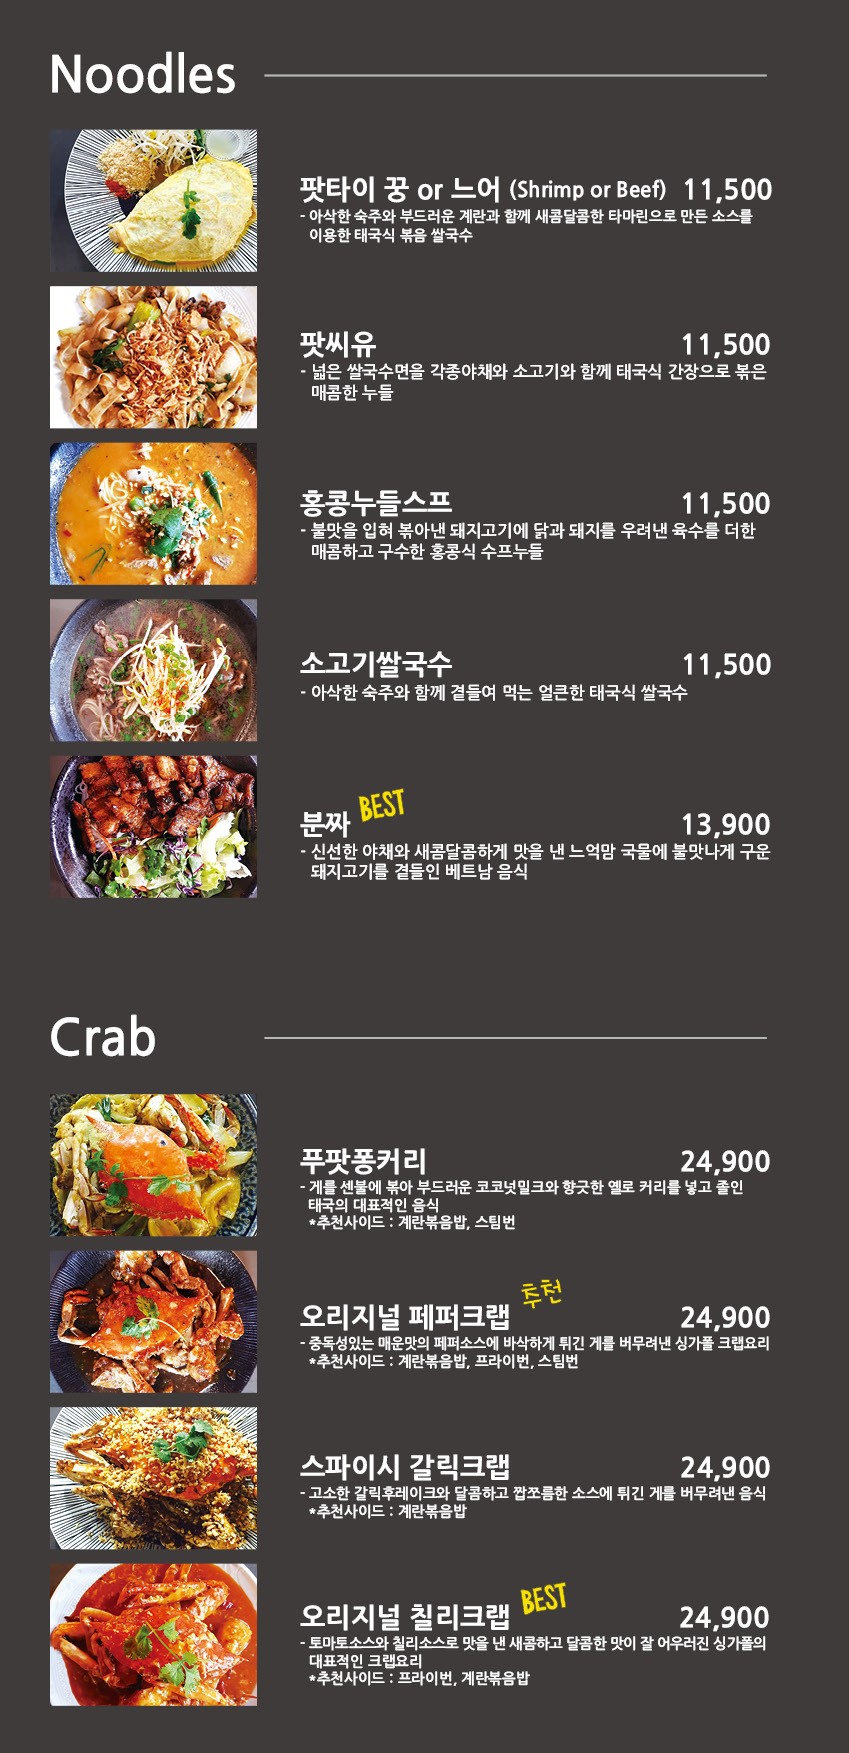 Noodles
팟타이 꿍 or 느어 (Shrimp or Beef) 11,500
- 아삭한 숙주와 부드러운 계란과 함께 새콤달콤한 타마린으로 만든 소스를
이용한 태국식 볶음 쌀국수
팟씨유 11,500
- 넓은 쌀국수면을 각종야채와 소고기와 함께 태국식 간장으로 볶은
매콤한 누들
홍콩누들스프 11,500
- 불맛을 입혀 볶아낸 돼지고기에 닭과 돼지를 우려낸 육수를 더한
매콤하고 구수한 홍콩식 수프누들
소고기쌀국수 11,500
- 아삭한 숙주와 함께 곁들여 먹는 얼큰한 태국식 쌀국수
분짜 BEST 13,900
- 신선한 야채와 새콤달콤하게 맛을 낸 느억맘 국물에 불맛나게 구운
돼지고기를 곁들인 베트남 음식
Crab
푸팟퐁커리 24,900
- 게를 센불에 볶아 부드러운 코코넛밀크와 향긋한 옐로 커리를 넣고 졸인
태국의 대표적인 음식
*추천사이드 : 계란볶음밥, 스팀번
오리지널 페퍼크랩 추천 24,900
- 중독성있는 매운맛의 페퍼소스에 바삭하게 튀긴 게를 버무려낸 싱가폴 크랩요리
*추천사이드 : 계란볶음밥, 프라이번, 스팀번
스파이시 갈릭크랩 24,900
- 고소한 갈릭후레이크와 달콤하고 짭쪼름한 소스에 튀긴 게를 버무려낸 음식
*추천사이드 : 계란볶음밥
오리지널 칠리크랩 BEST 24,900
- 토마토소스와 칠리소스로 맛을 낸 새콤하고 달콤한 맛이 잘 어우러진 싱가폴의
대표적인 크랩요리
*추천사이드 : 프라이번, 계란볶음밥